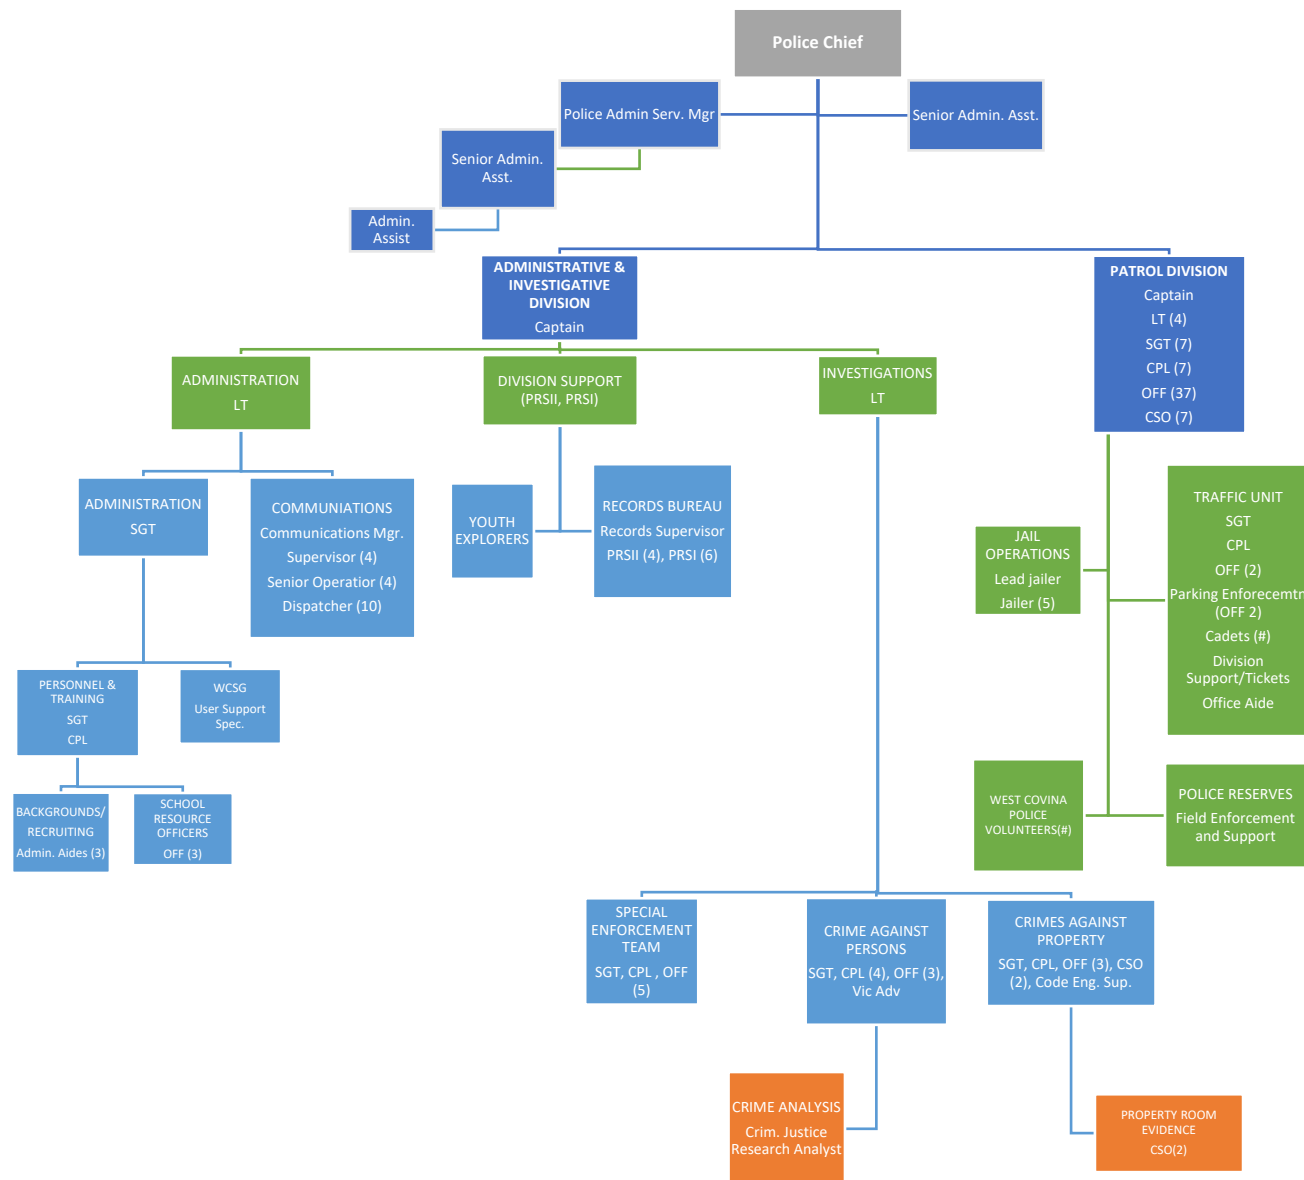 Police Chief
Police Admin Serv. Mgr
Senior Admin. Asst.
Senior Admin.
Asst.
Admin.
Assist
ADMINISTRATIVE &
INVESTIGATIVE
DIVISION
Captain
PATROL DIVISION
Captain
LT (4)
SGT (7)
CPL (7)
OFF (37)
CSO (7)
ADMINISTRATION
LT
DIVISION SUPPORT
(PRSII, PRSI)
INVESTIGATIONS
LT
ADMINISTRATION
SGT
COMMUNIATIONS
Communications Mgr.
Supervisor (4)
Senior Operatior (4)
Dispatcher (10)
YOUTH
EXPLORERS
RECORDS BUREAU
Records Supervisor
PRSII (4), PRSI (6)
JAIL
OPERATIONS
Lead jailer
Jailer (5)
TRAFFIC UNIT
SGT
CPL
OFF (2)
Parking Enforecemtn
(OFF 2)
Cadets (#)
Division
Support/Tickets
Office Aide
PERSONNEL &
TRAINING
SGT
CPL
WCSG
User Support
Spec.
BACKGROUNDS/
RECRUITING
Admin. Aides (3)
SCHOOL
RESOURCE
OFFICERS
OFF (3)
WEST COVINA
POLICE
VOLUNTEERS(#)
POLICE RESERVES
Field Enforcement
and Support
SPECIAL
ENFORCEMENT
TEAM
SGT, CPL , OFF
(5)
CRIME AGAINST
PERSONS
SGT, CPL (4), OFF (3),
Vic Adv
CRIMES AGAINST
PROPERTY
SGT, CPL, OFF (3), CSO
(2), Code Eng. Sup.
CRIME ANALYSIS
Crim. Justice
Research Analyst
PROPERTY ROOM
EVIDENCE
CSO(2)